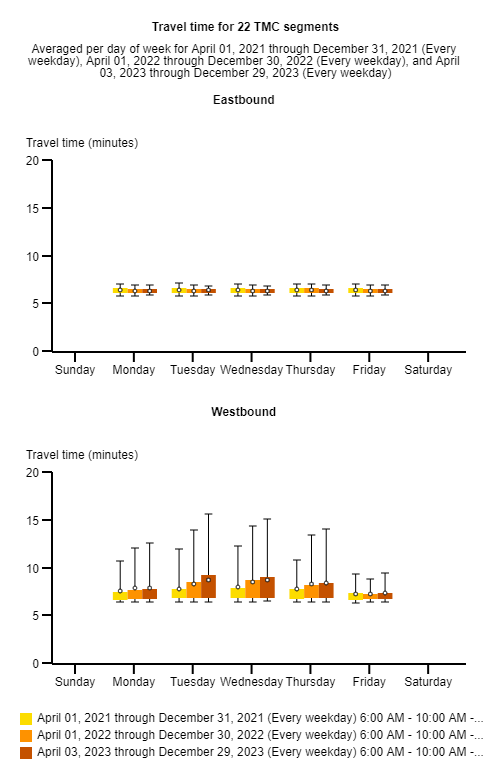 Travel time for 22 TMC segments
Averaged per day of week for April 01, 2021 through December 31, 2021 (Every
weekday), April 01, 2022 through December 30, 2022 (Every weekday), and April
03, 2023 through December 29, 2023 (Every weekday)
Eastbound
Travel time (minutes)
20
15
10
5
0
Sunday Monday Tuesday Wednesday Thursday Friday Saturday
Westbound
Travel time (minutes)
20
15
10
5
0
Sunday Monday Tuesday Wednesday Thursday Friday Saturday
April 01, 2021 through December 31, 2021 (Every weekday) 6:00 AM - 10:00 AM -...
April 01, 2022 through December 30, 2022 (Every weekday) 6:00 AM - 10:00 AM -...
April 03, 2023 through December 29, 2023 (Every weekday) 6:00 AM - 10:00 AM -...